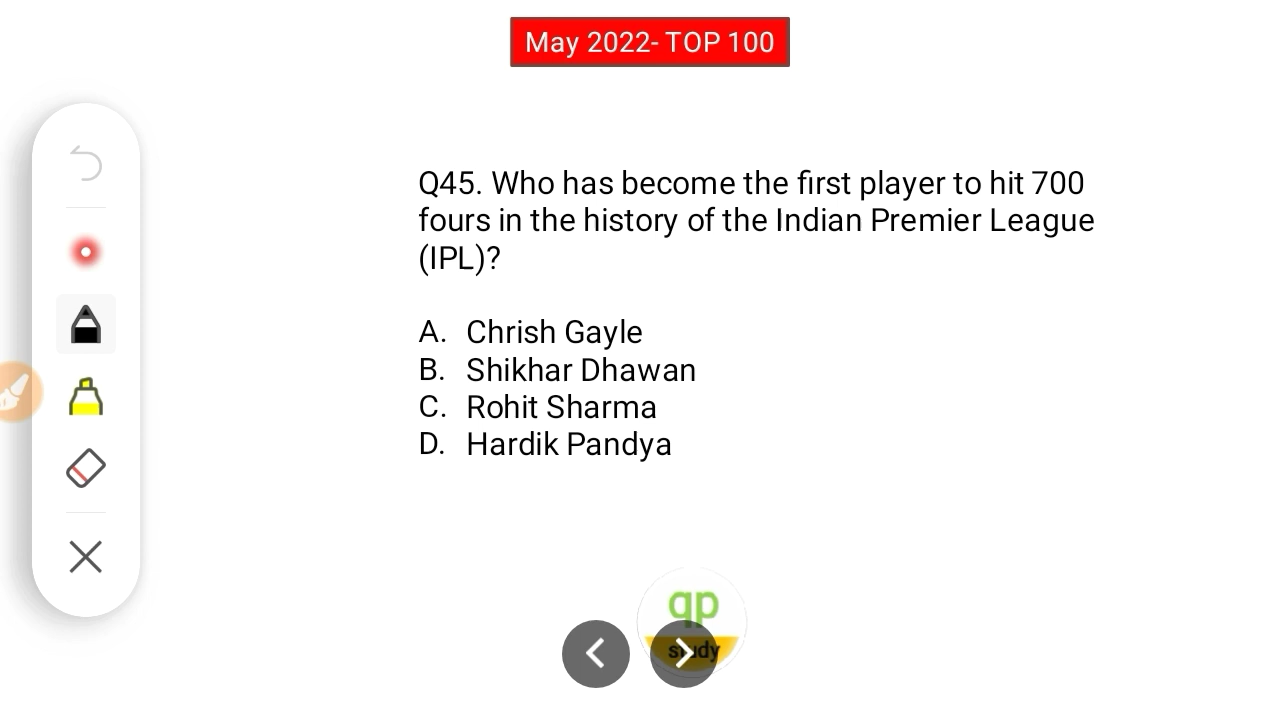 May 2022- TOP 100
Q45. Who has become the first player to hit 700
fours in the history of the Indian Premier League
(IPL)?
A. Chrish Gayle
B. Shikhar Dhawan
C. Rohit Sharma
D. Hardik Pandya
qp
study